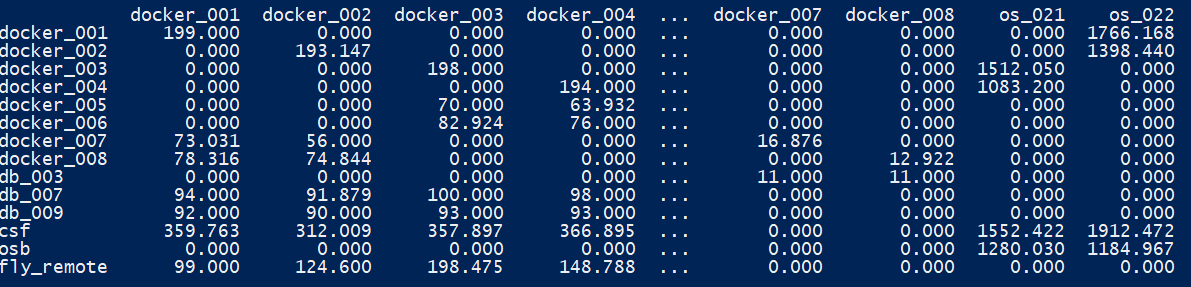 docker_001 docker_002 docker_003 docker_004 ... docker_007 docker_008 os_021 os_022
docker_001 199.000 0.000 0.000 0.000 ... 0.000 0.000 0.000 1766.168
docker_002 0.000 193.147 0.000 0.000 ... 0.000 0.000 0.000 1398.440
docker_003 0.000 0.000 198.000 0.000 ... 0.000 0.000 1512.050 0.000
docker_004 0.000 0.000 0.000 194.000 ... 0.000 0.000 1083.200 0.000
docker_005 0.000 0.000 70.000 63.932 ... 0.000 0.000 0.000 0.000
docker_006 0.000 0.000 82.924 76.000 ... 0.000 0.000 0.000 0.000
docker_007 73.031 56.000 0.000 0.000 ... 16.876 0.000 0.000 0.000
docker_008 78.316 74.844 0.000 0.000 ... 0.000 12.922 0.000 0.000
db_003 0.000 0.000 0.000 0.000 ... 11.000 11.000 0.000 0.000
db_007 94.000 91.879 100.000 98.000 ... 0.000 0.000 0.000 0.000
db_009 92.000 90.000 93.000 93.000 ... 0.000 0.000 0.000 0.000
csf 359.763 312.009 357.897 366.895 ... 0.000 0.000 1552.422 1912.472
osb 0.000 0.000 0.000 0.000 ... 0.000 0.000 1280.030 1184.967
fly_remote 99.000 124.600 198.475 148.788 ... 0.000 0.000 0.000 0.000